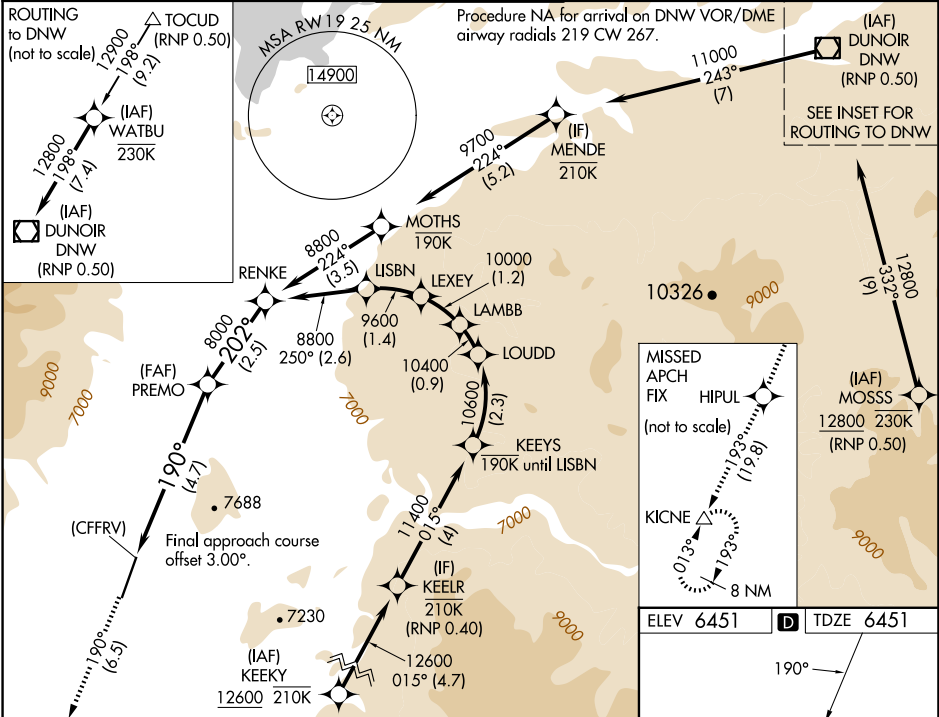 ROUTING
to DNW
(not to scale)
TOCUD
(RNP 0.50)
12900
198°
(9.2)
(IAF)
WATBU
230K
12800
198°
(7.4)
(IAF)
DUNOIR
DNW
(RNP 0.50)
MSA RW19 25 NM
14900
Procedure NA for arrival on DNW VOR/DME
airway radials 219 CW 267.
(IAF)
DUNOIR
DNW
(RNP 0.50)
SEE INSET FOR
ROUTING TO DNW
11000
243°
(7)
(IF)
MENDE
210K
9700
224°
(5.2)
MOTHS
190K
8800
224°
(3.5)
RENKE
LISBN
LEXEY
10000
(1.2)
LAMBB
9600
(1.4)
8800
250° (2.6)
10400
(0.9)
LOUDD
8000
202°
(2.5)
(FAF)
PREMO
10600
(2.3)
KEEYS
190K until LISBN
10326
9000
12800
332°
(9)
(IAF)
MOSSS
12800 230K
(RNP 0.50)
9000
7000
7000
190°
(4.7)
7688
(CFFRV)
Final approach course
offset 3.00°.
11400
015°
(4)
7000
(IF)
KEELR
210K
(RNP 0.40)
9000
7230
12600
015° (4.7)
(IAF)
KEEKY
12600 210K
190°
(6.5)
MISSED
APCH
FIX
HIPUL
(not to scale)
193°
(19.8)
KICNE
013°
193°
8 NM
9000
ELEV 6451
D
TDZE 6451
190°